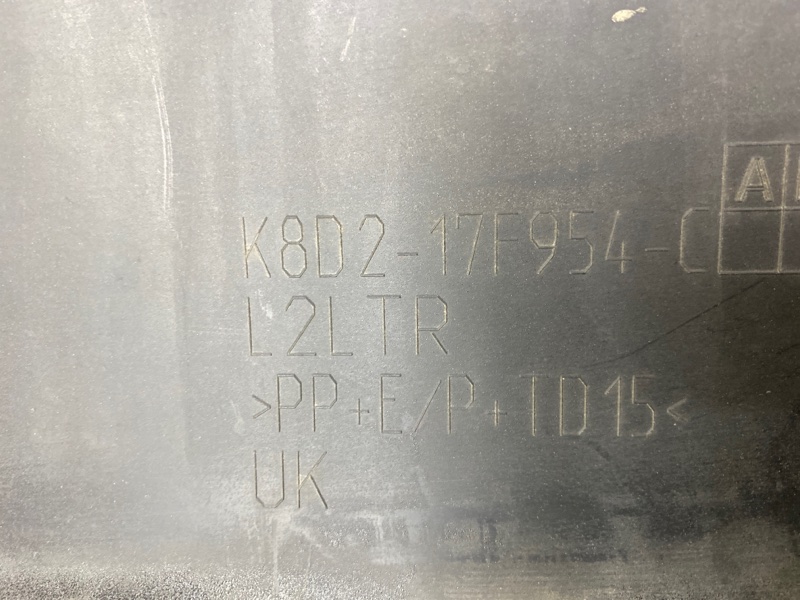 K8D2-17F954-C A
L2LTR
>PP+E/P+TD15<
UK